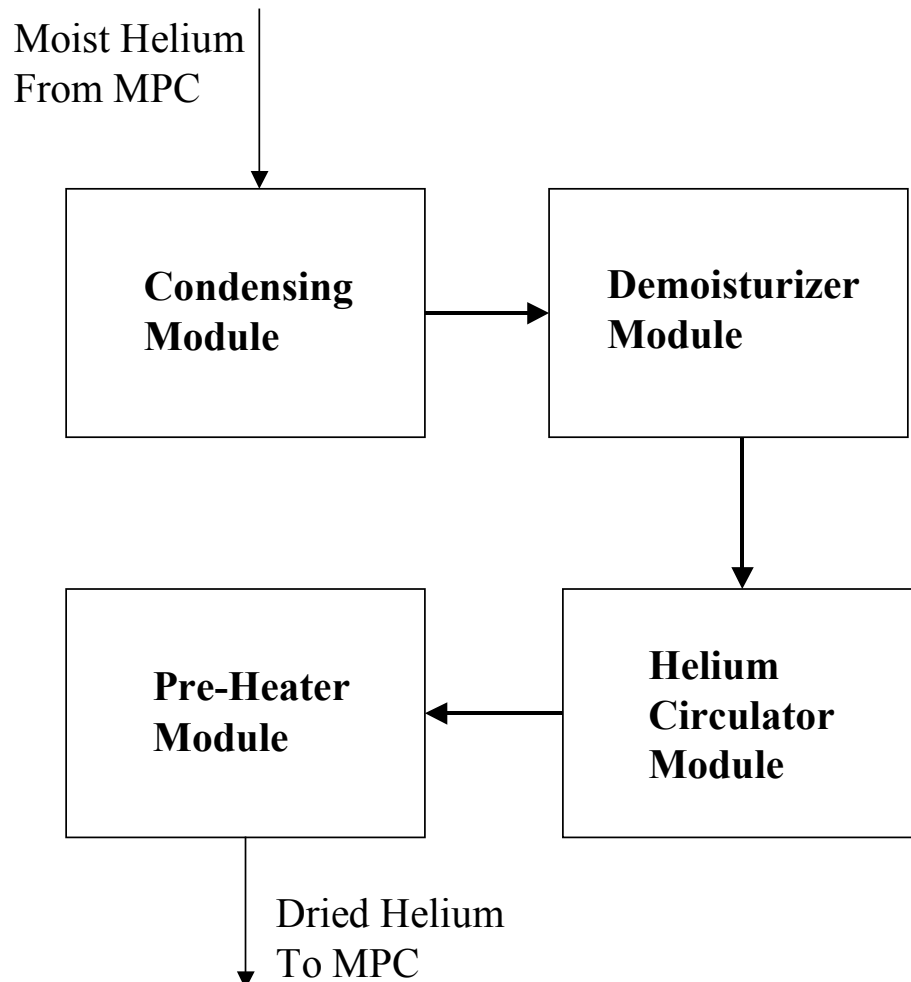 Moist Helium
From MPC
Condensing
Module
Demoisturizer
Module
Pre-Heater
Module
Helium
Circulator
Module
Dried Helium
To MPC